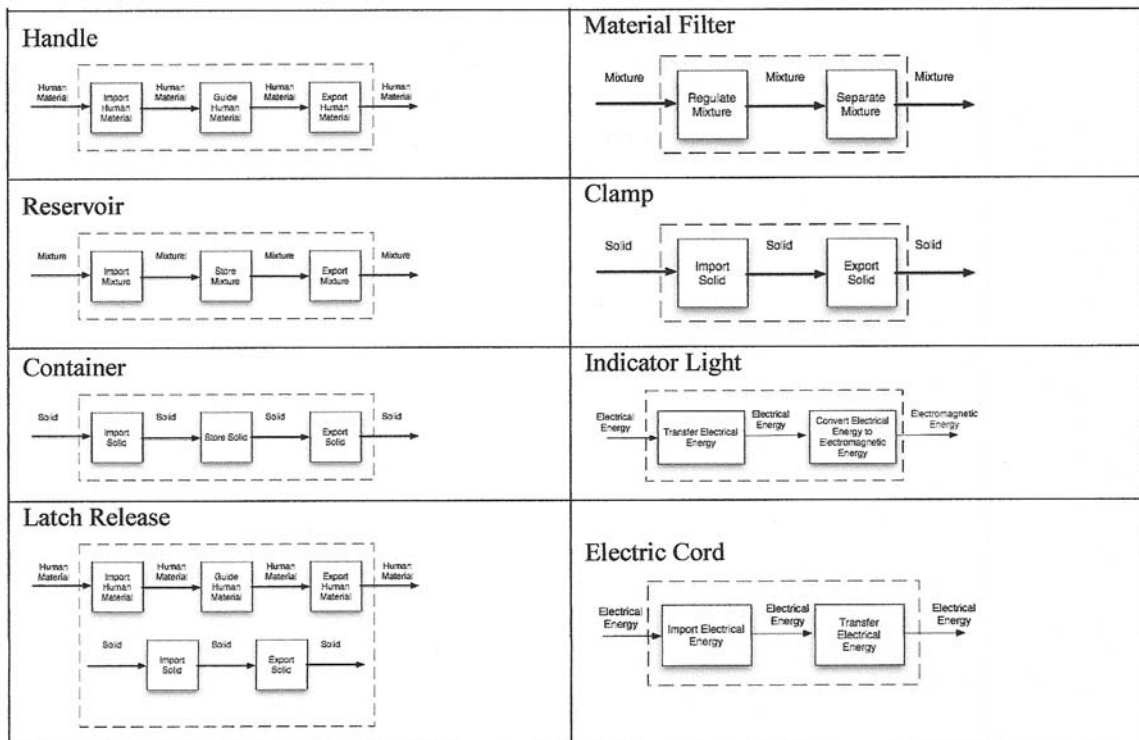 Handle
Human Material
Human Material
Human Material
Human Material
Import Human Material
Guide Human Material
Export Human Material
Material Filter
Mixture
Mixture
Mixture
Regulate Mixture
Separate Mixture
Reservoir
Mixture
Mixture
Mixture
Mixture
Import Mixture
Store Mixture
Export Mixture
Clamp
Solid
Solid
Solid
Import Solid
Export Solid
Container
Solid
Solid
Solid
Solid
Import Solid
Store Solid
Export Solid
Indicator Light
Electrical Energy
Electrical Energy
Electromagnetic Energy
Transfer Electrical Energy
Convert Electrical Energy to Electromagnetic Energy
Latch Release
Human Material
Human Material
Human Material
Human Material
Import Human Material
Guide Human Material
Export Human Material
Solid
Solid
Solid
Import Solid
Export Solid
Electric Cord
Electrical Energy
Electrical Energy
Electrical Energy
Import Electrical Energy
Transfer Electrical Energy